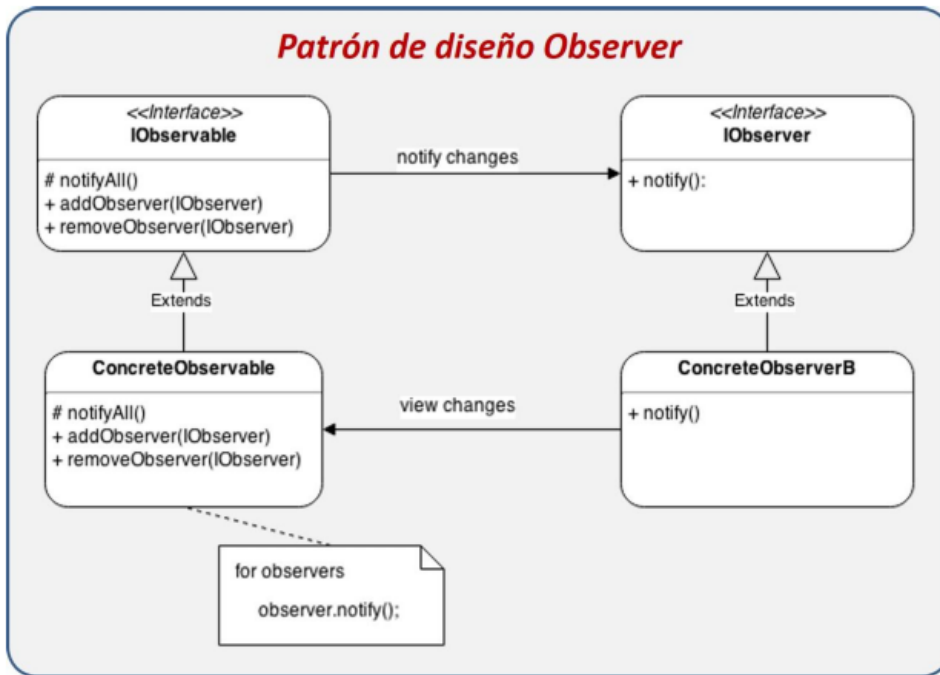 Patrón de diseño Observer
<<Interface>>
IObservable
# notifyAll()
+ addObserver(IObserver)
+ removeObserver(IObserver)
notify changes
<<Interface>>
IObserver
+ notify():
Extends
Extends
ConcreteObservable
# notifyAll()
+ addObserver(IObserver)
+ removeObserver(IObserver)
view changes
ConcreteObserverB
+ notify()
for observers
observer.notify();